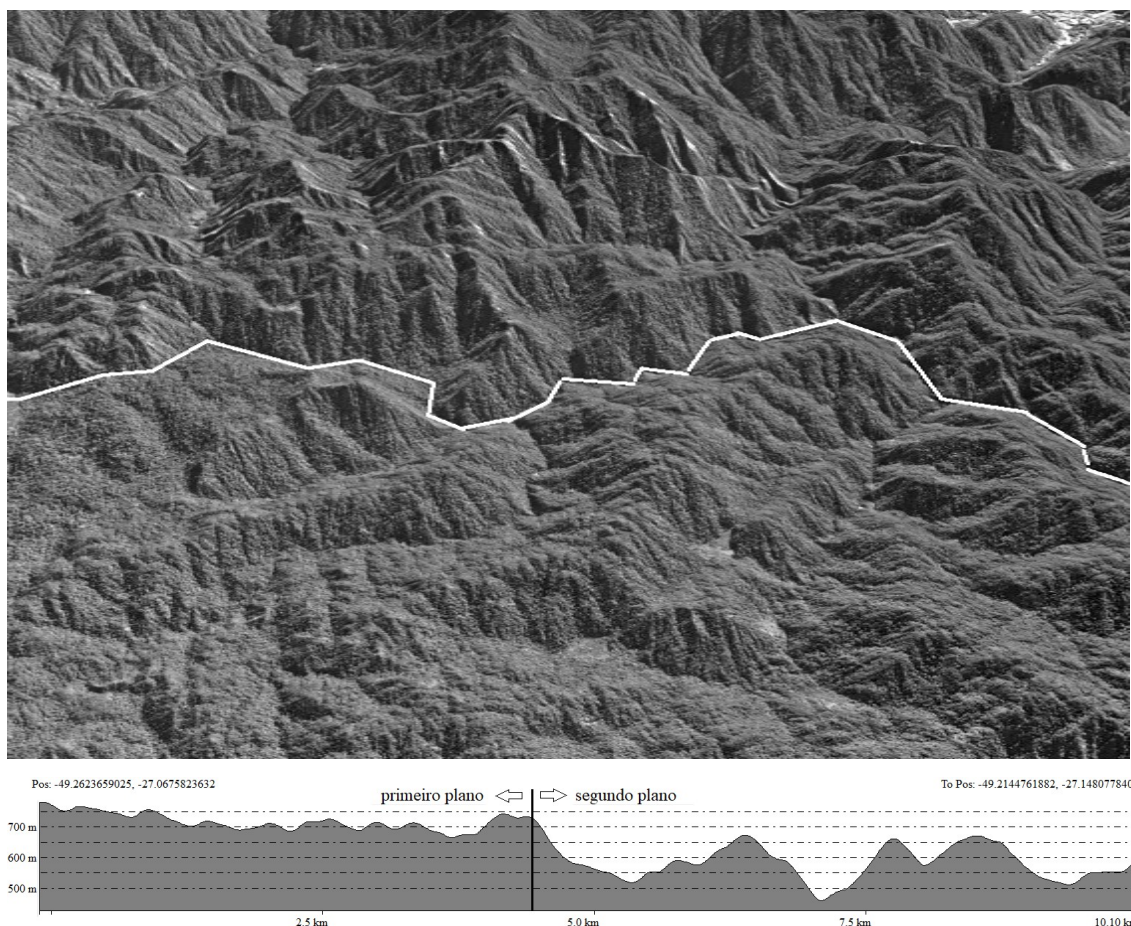 Pos: -49.2623659025, -27.0675823632
To Pos: -49.2144761882, -27.148077840
primeiro plano
segundo plano
700 m
600 m
500 m
2.5 km
5.0 km
7.5 km
10.10 km